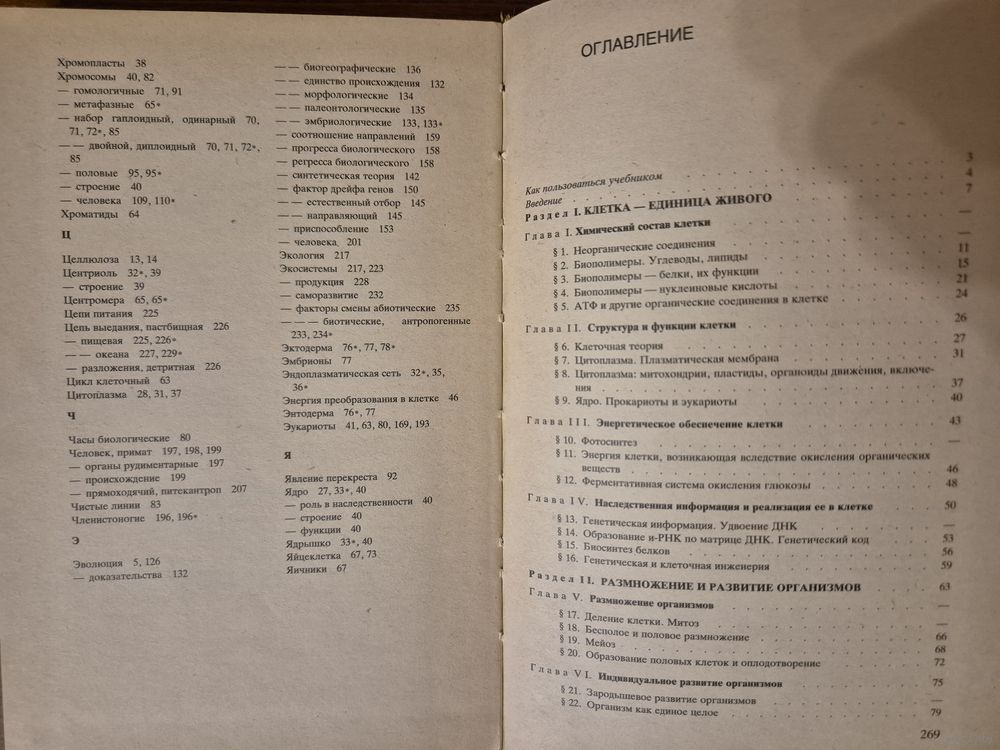 Хромопласты 38
Хромосомы 40, 82
— гомологичные 71, 91
— метафазные 65*
— набор гаплоидный, одинарный 70,
71, 72*, 85
— — двойной, диплоидный 70, 71, 72*,
85
— половые 95, 95*
— строение 40
— человека 109, 110*
Хроматиды 64
Ц
Целлюлоза 13, 14
Центриоль 32*, 39
— строение 39
Центромера 65, 65*
Цепи питания 225
Цепь выедания, пастбищная 226
— пищевая 225, 226*
— — океана 227, 229*
— разложения, детритная 226
Цикл клеточный 63
Цитоплазма 28, 31, 37
Ч
Часы биологические 80
Человек, примат 197, 198, 199
— органы рудиментарные 197
— происхождение 199
— прямоходячий, питекантроп 207
Чистые линии 83
Членистоногие 196, 196*
Э
Эволюция 5, 126
— доказательства 132
— — биогеографические 136
— — единство происхождения 132
— — морфологические 134
— — палеонтологические 135
— — эмбриологические 133, 133*
— соотношение направлений 159
— прогресса биологического 158
— регресса биологического 158
— синтетическая теория 142
— фактор дрейфа генов 150
— — естественный отбор 145
— — направляющий 145
— приспособление 153
— человека 201
Экология 217
Экосистемы 217, 223
— продукция 228
— саморазвитие 232
— факторы смены абиотические 235
— — — биотические, антропогенные
233, 234*
Эктодерма 76*, 77, 78*
Эмбрионы 77
Эндоплазматическая сеть 32*, 35,
36*
Энергия преобразования в клетке 46
Энтодерма 76*, 77
Эукариоты 41, 63, 80, 169, 193
Я
Явление перекреста 92
Ядро 27, 33*, 40
— роль в наследственности 40
— строение 40
— функции 40
Ядрышко 33*, 40
Яйцеклетка 67, 73
Яичники 67
ОГЛАВЛЕНИЕ
Как пользоваться учебником 3
Введение 4
Раздел I. КЛЕТКА — ЕДИНИЦА ЖИВОГО 7
Глава I. Химический состав клетки —
§ 1. Неорганические соединения —
§ 2. Биополимеры. Углеводы, липиды 11
§ 3. Биополимеры — белки, их функции 15
§ 4. Биополимеры — нуклеиновые кислоты 21
§ 5. АТФ и другие органические соединения в клетке 24
Глава II. Структура и функции клетки 26
§ 6. Клеточная теория 27
§ 7. Цитоплазма. Плазматическая мембрана 31
§ 8. Цитоплазма: митохондрии, пластиды, органоиды движения, включе-
ния 37
§ 9. Ядро. Прокариоты и эукариоты 40
Глава III. Энергетическое обеспечение клетки 43
§ 10. Фотосинтез —
§ 11. Энергия клетки, возникающая вследствие окисления органических
веществ 46
§ 12. Ферментативная система окисления глюкозы 48
Глава IV. Наследственная информация и реализация ее в клетке 50
§ 13. Генетическая информация. Удвоение ДНК —
§ 14. Образование и-РНК по матрице ДНК. Генетический код 53
§ 15. Биосинтез белков 56
§ 16. Генетическая и клеточная инженерия 59
Раздел II. РАЗМНОЖЕНИЕ И РАЗВИТИЕ ОРГАНИЗМОВ 63
Глава V. Размножение организмов —
§ 17. Деление клетки. Митоз —
§ 18. Бесполое и половое размножение 66
§ 19. Мейоз 68
§ 20. Образование половых клеток и оплодотворение 72
Глава VI. Индивидуальное развитие организмов 75
§ 21. Зародышевое развитие организмов —
§ 22. Организм как единое целое 79
269